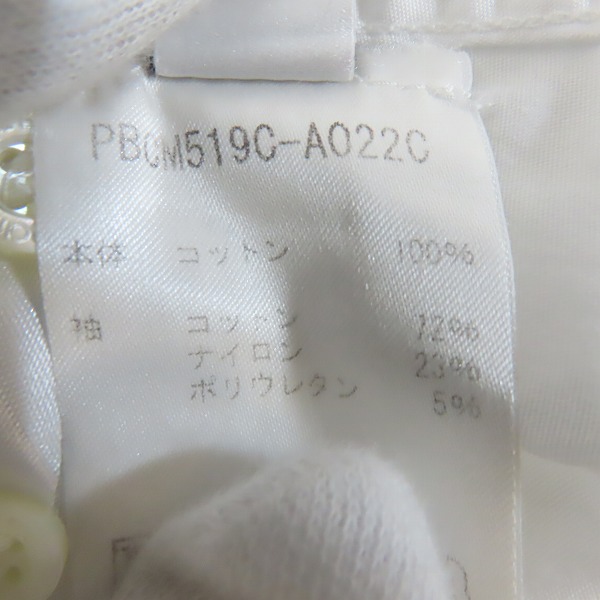 PBCM519C-A022C
本体 コットン 100%
袖 コットン 72%
ナイロン 23%
ポリウレタン 5%